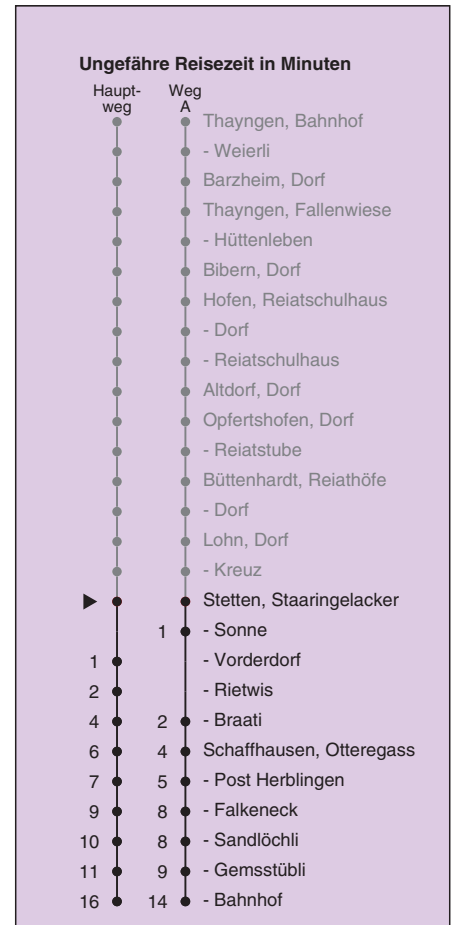 Ungefähre Reisezeit in Minuten
Haupt- Weg
weg A
Thayngen, Bahnhof
- Weierli
Barzheim, Dorf
Thayngen, Fallenwiese
- Hüttenleben
Bibern, Dorf
Hofen, Reiatschulhaus
- Dorf
- Reiatschulhaus
Altdorf, Dorf
Opfertshofen, Dorf
- Reiatstube
Büttenhardt, Reiathöfe
- Dorf
Lohn, Dorf
- Kreuz
Stetten, Staaringelacker
1 - Sonne
1 - Vorderdorf
2 - Rietwis
4 2 - Braati
6 4 Schaffhausen, Otteregass
7 5 - Post Herblingen
9 8 - Falkeneck
10 8 - Sandlöchli
11 9 - Gemsstübli
16 14 - Bahnhof